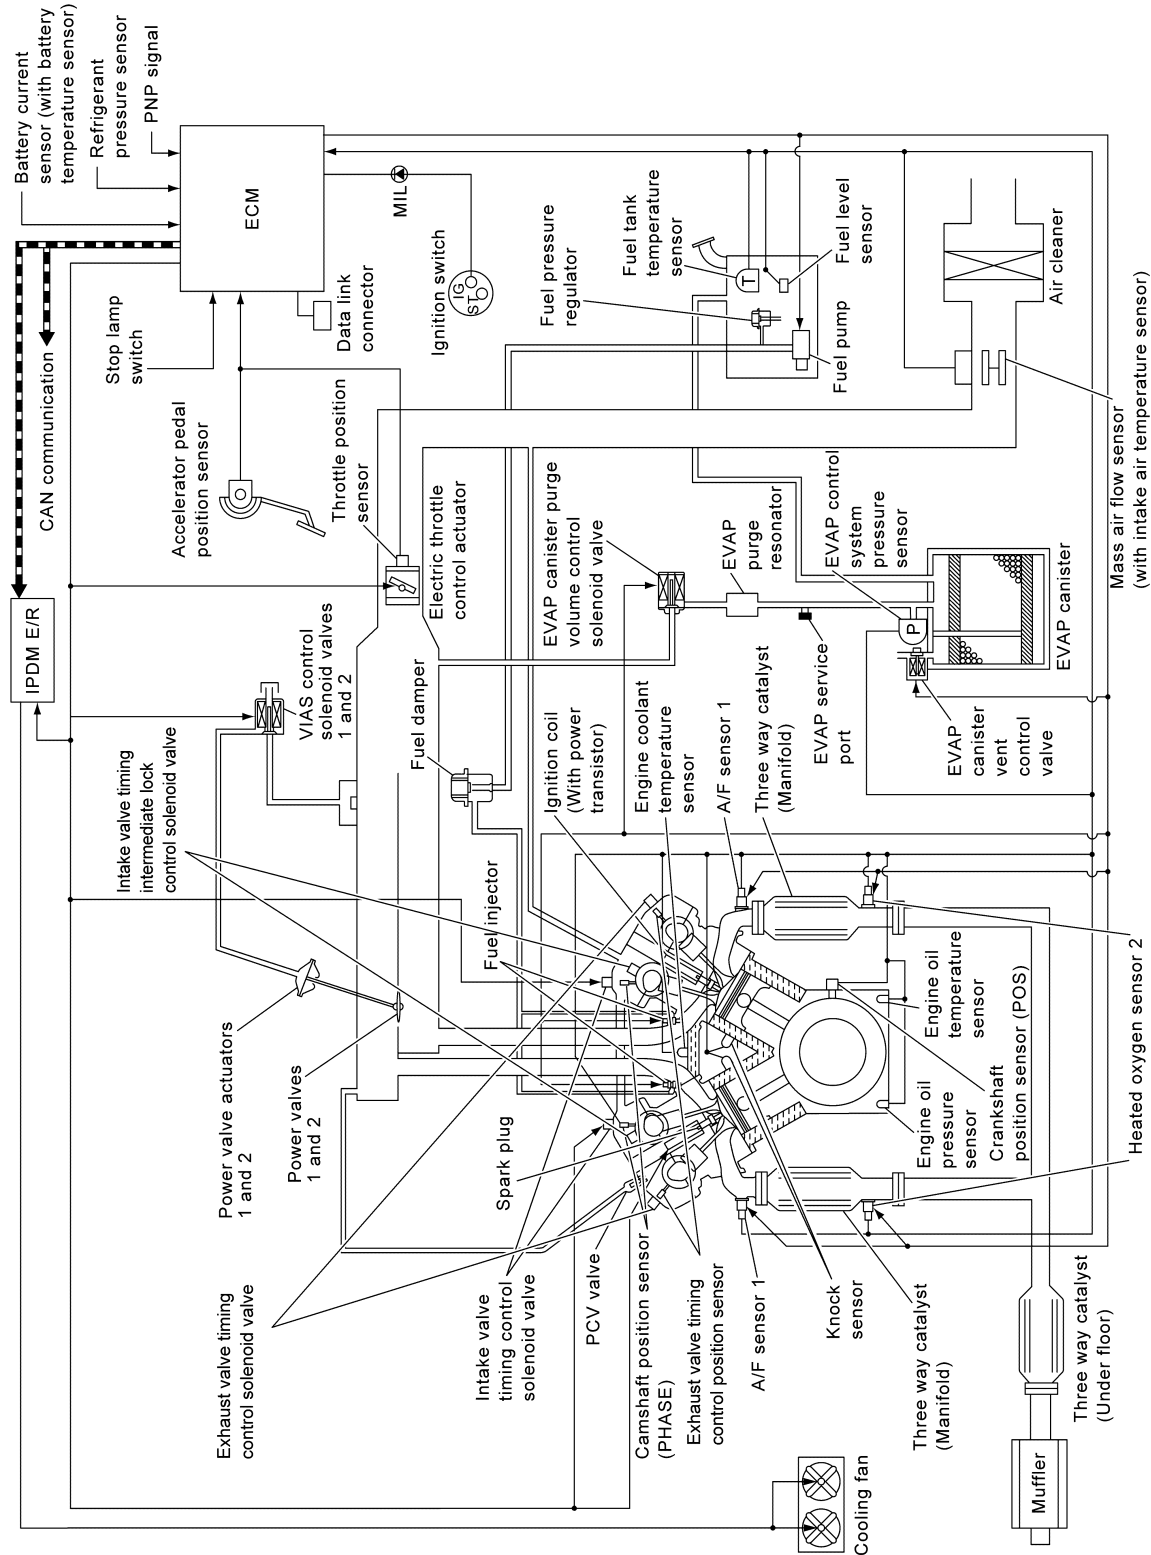 Battery current
sensor (with battery
temperature sensor)
Refrigerant
pressure sensor
PNP signal
ECM
MIL
Ignition switch
IG
ST
Data link
connector
Stop lamp
switch
CAN communication
Accelerator pedal
position sensor
Throttle position
sensor
Electric throttle
control actuator
IPDM E/R
VIAS control
solenoid valves
1 and 2
Fuel damper
Intake valve timing
intermediate lock
control solenoid valve
Fuel injector
Power valve actuators
1 and 2
Power valves
1 and 2
Spark plug
Exhaust valve timing
control solenoid valve
Intake valve
timing control
solenoid valve
PCV valve
Camshaft position sensor
(PHASE)
Exhaust valve timing
control position sensor
A/F sensor 1
Knock
sensor
Three way catalyst
(Manifold)
Three way catalyst
(Under floor)
Muffler
Cooling fan
Fuel pressure
regulator
Fuel tank
temperature
sensor
T
Fuel level
sensor
Fuel pump
Air cleaner
Mass air flow sensor
(with intake air temperature sensor)
EVAP canister purge
volume control
solenoid valve
EVAP
purge
resonator
EVAP control
system
pressure
sensor
P
EVAP canister
EVAP service
port
EVAP
canister
vent
control
valve
Ignition coil
(With power
transistor)
Engine coolant
temperature
sensor
A/F sensor 1
Three way catalyst
(Manifold)
Engine oil
temperature
sensor
Crankshaft
position sensor (POS)
Engine oil
pressure
sensor
Heated oxygen sensor 2